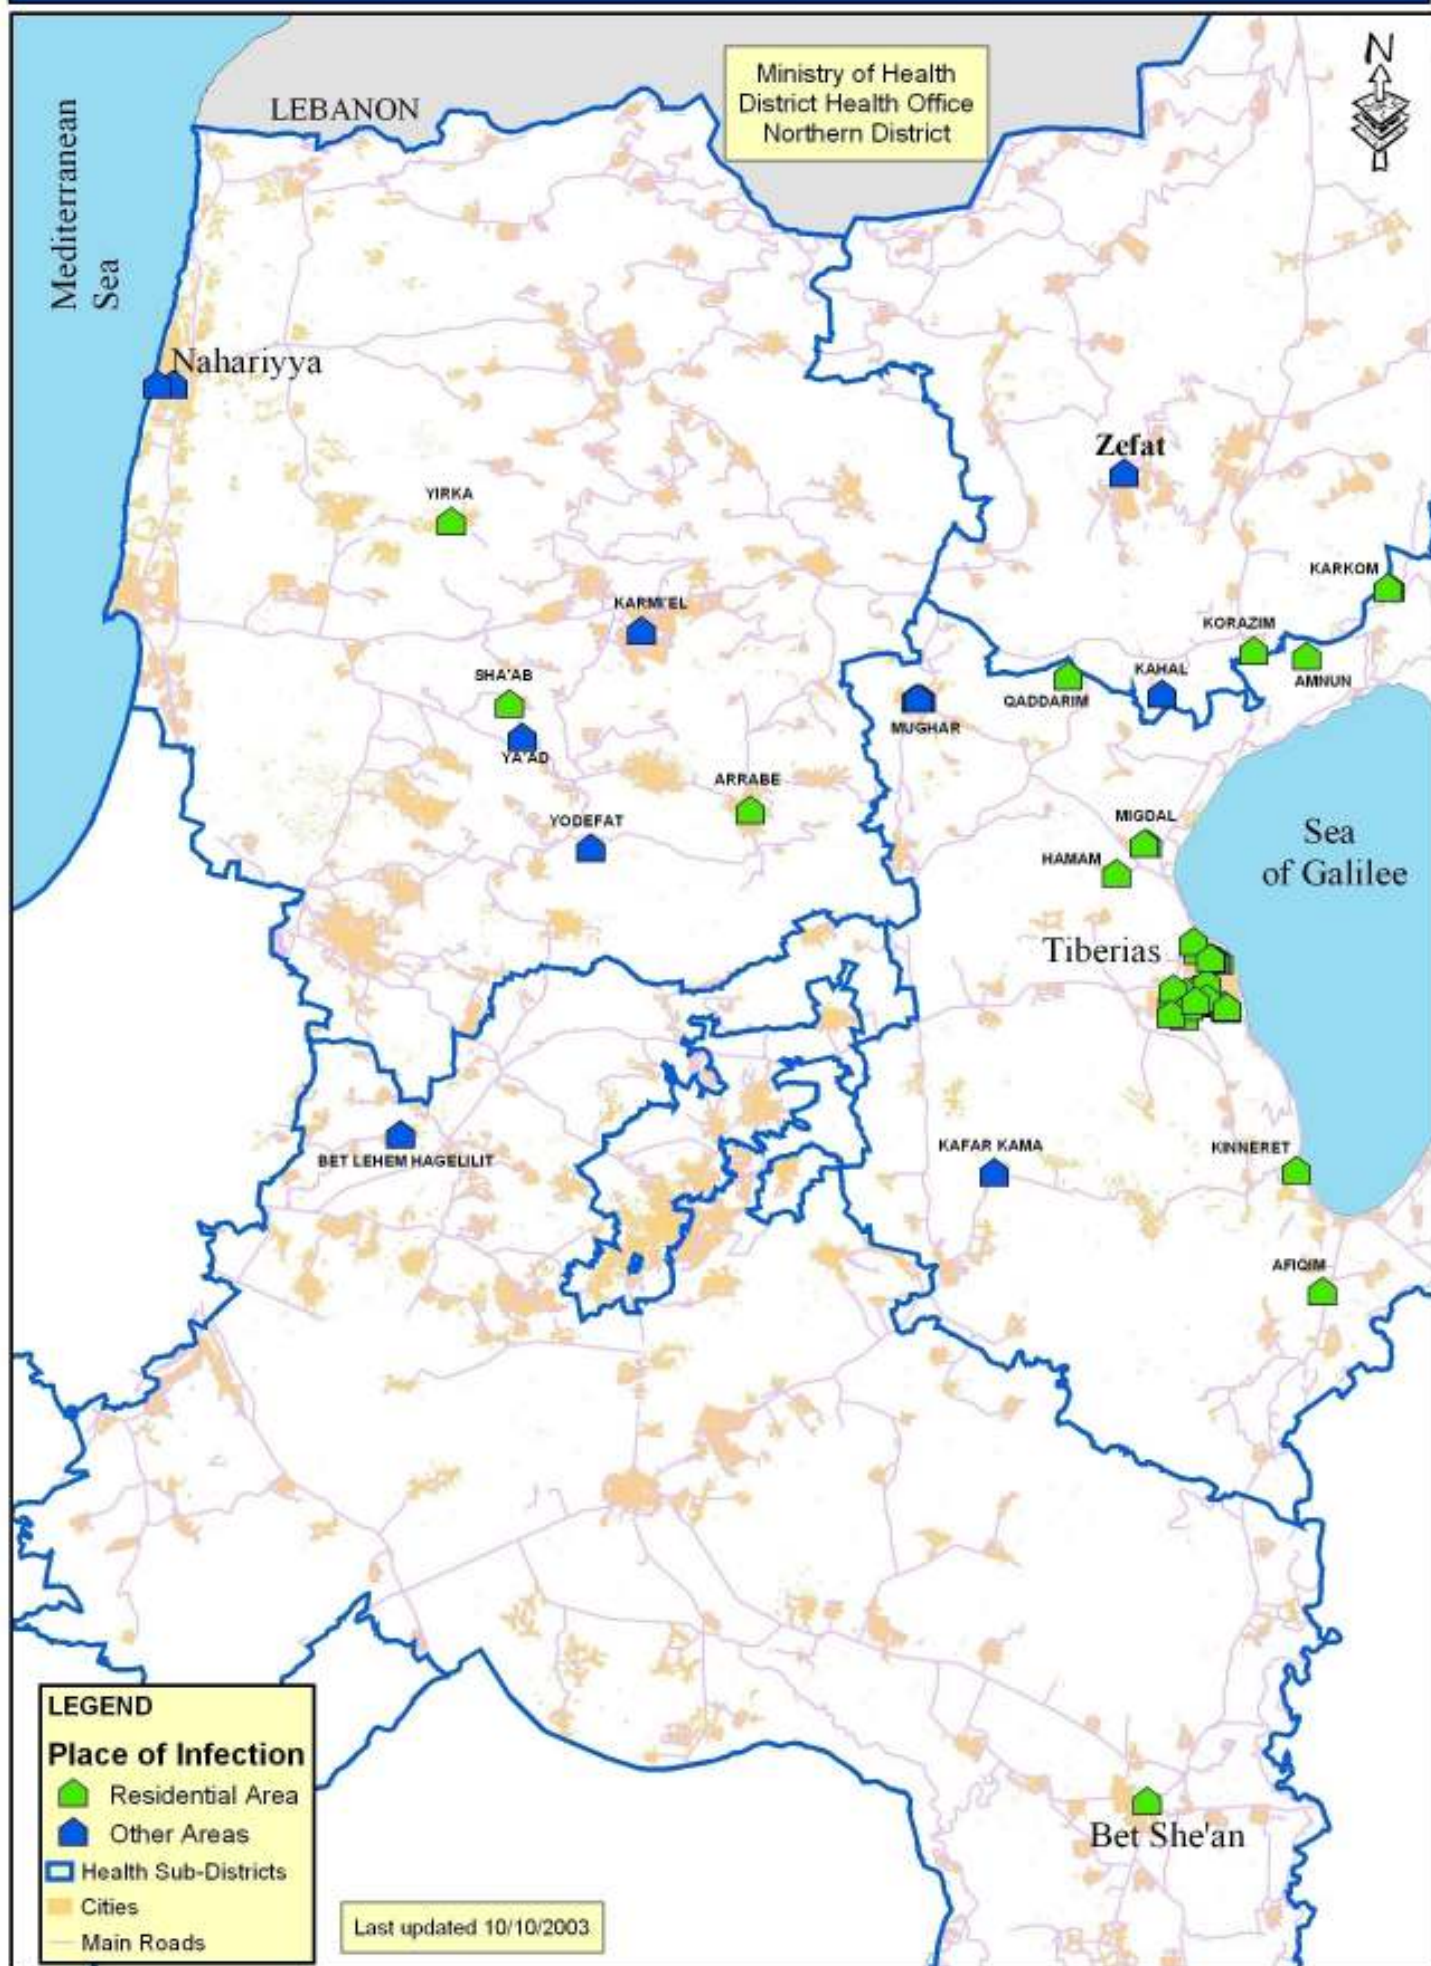 Ministry of Health
District Health Office
Northern District
N
LEBANON
Mediterranean
Sea
Nahariyya
Zefat
YIRKA
KARKOM
KARMI'EL
KORAZIM
SHA'AB
KAHAL
AMNUN
QADDARIM
MUGHAR
YA'AD
ARRABE
YODEFAT
MIGDAL
HAMAM
Sea
of Galilee
Tiberias
KAFAR KAMA
KINNERET
BET LEHEM HAGELILIT
AFIQIM
Bet She'an
LEGEND
Place of Infection
Residential Area
Other Areas
Health Sub-Districts
Cities
Main Roads
Last updated 10/10/2003